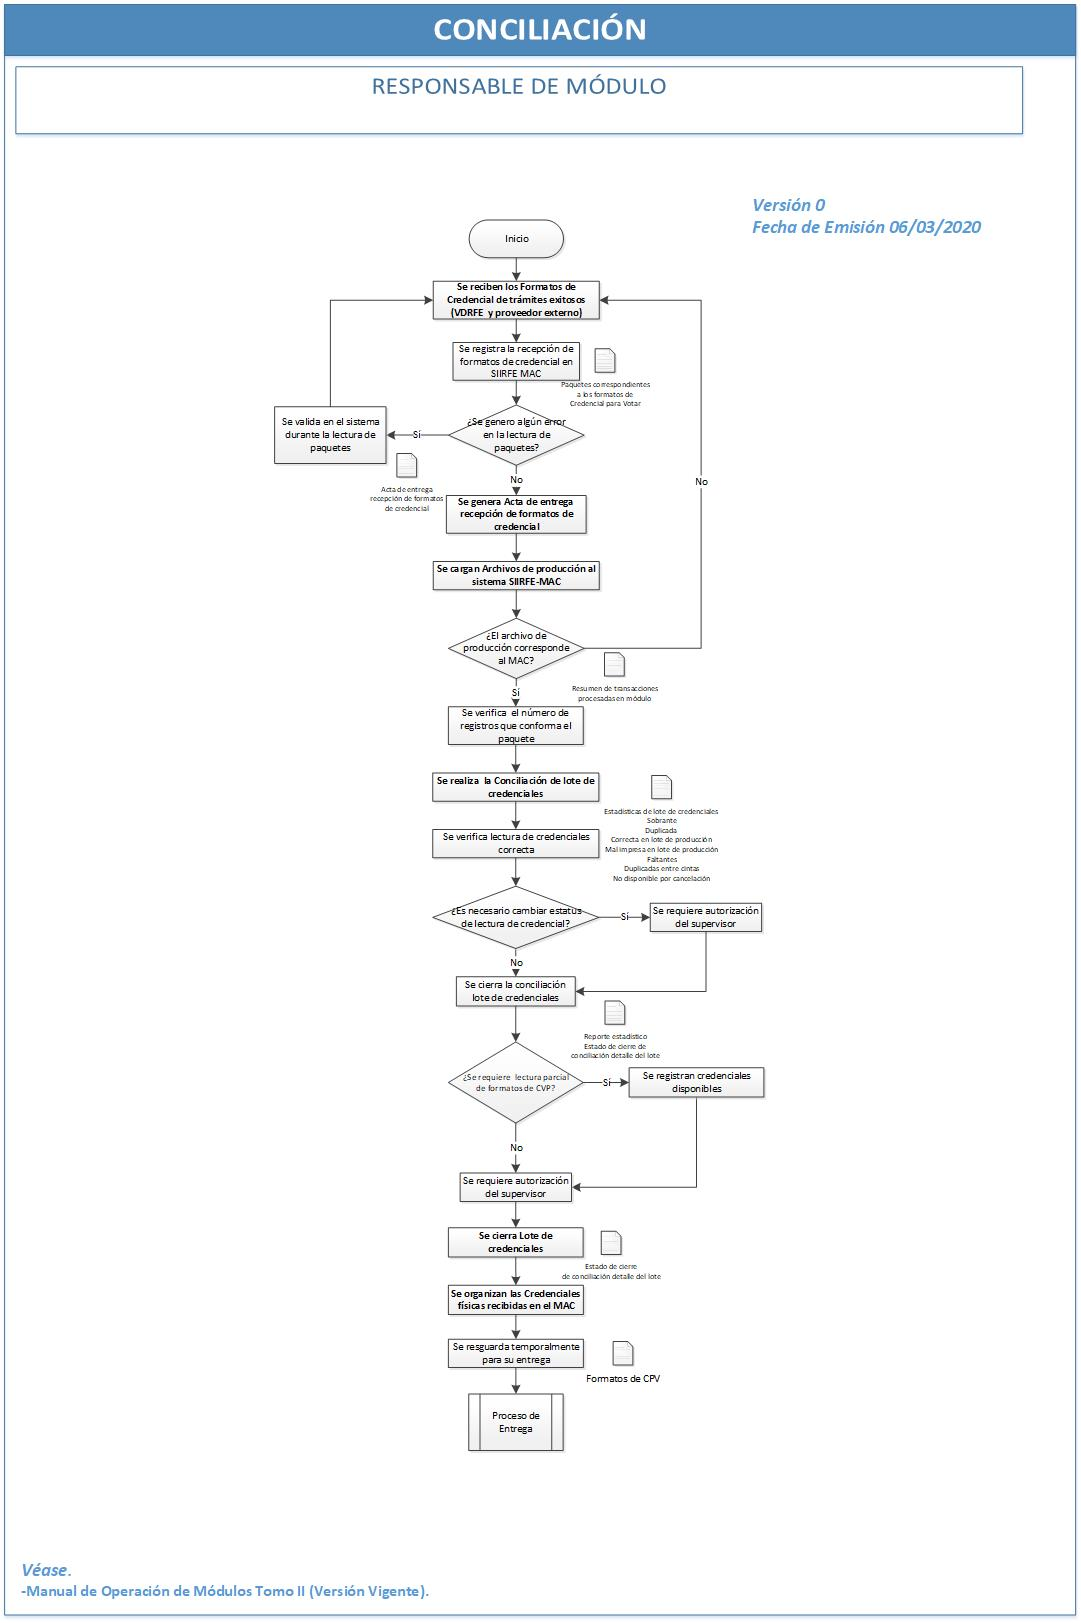 CONCILIACIÓN
RESPONSABLE DE MÓDULO
Versión 0
Fecha de Emisión 06/03/2020
Inicio
Se reciben los Formatos de
Credencial de trámites exitosos
(VDRFE y proveedor externo)
Se registra la recepción de
formatos de credencial en
SIIRFE MAC
Paquetes correspondientes
a los formatos de
Credencial para Votar
¿Se genero algún error
en la lectura de
paquetes?
Sí
Se valida en el sistema
durante la lectura de
paquetes
Acta de entrega
recepción de formatos
de credencial
No
No
Se genera Acta de entrega
recepción de formatos de
credencial
Se cargan Archivos de producción al
sistema SIIRFE-MAC
¿El archivo de
producción corresponde
al MAC?
Resumen de transacciones
procesadas en módulo
Sí
Se verifica el número de
registros que conforma el
paquete
Se realiza la Conciliación de lote de
credenciales
Se verifica lectura de credenciales
correcta
Estadísticas de lote de credenciales
Sobrante
Duplicada
Correcta en lote de producción
Mal impresa en lote de producción
Faltantes
Duplicadas entre cintas
No disponible por cancelación
¿Es necesario cambiar estatus
de lectura de credencial?
Sí
Se requiere autorización
del supervisor
No
Se cierra la conciliación
lote de credenciales
Reporte estadístico
Estado de cierre de
conciliación detalle del lote
¿Se requiere lectura parcial
de formatos de CVP?
Sí
Se registran credenciales
disponibles
No
Se requiere autorización
del supervisor
Se cierra Lote de
credenciales
Estado de cierre
de conciliación detalle del lote
Se organizan las Credenciales
físicas recibidas en el MAC
Se resguarda temporalmente
para su entrega
Formatos de CPV
Proceso de
Entrega
Véase.
-Manual de Operación de Módulos Tomo II (Versión Vigente).